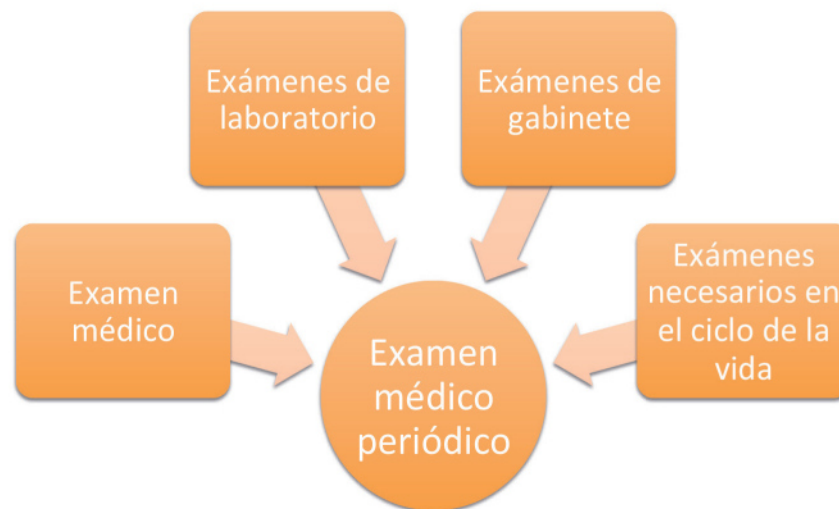 Exámenes de
laboratorio
Exámenes de
gabinete
Examen
médico
Exámenes
necesarios en
el ciclo de la
vida
Examen
médico
periódico